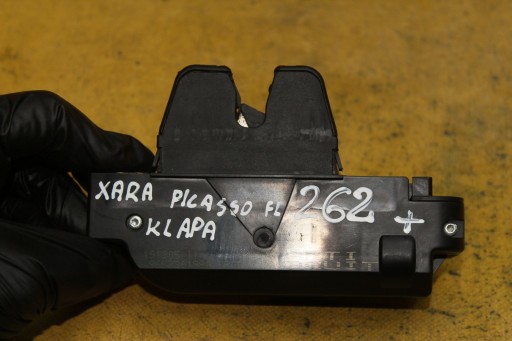 XARA PICASSO FL 262 +
KLAPA